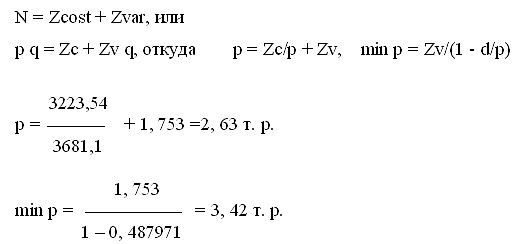 N = Zcost + Zvar, или
p q = Zc + Zv q, откуда p = Zc/p + Zv, min p = Zv/(1 - d/p)
3223,54
p = + 1, 753 =2, 63 т. р.
3681,1
1, 753
min p = = 3, 42 т. р.
1 – 0, 487971